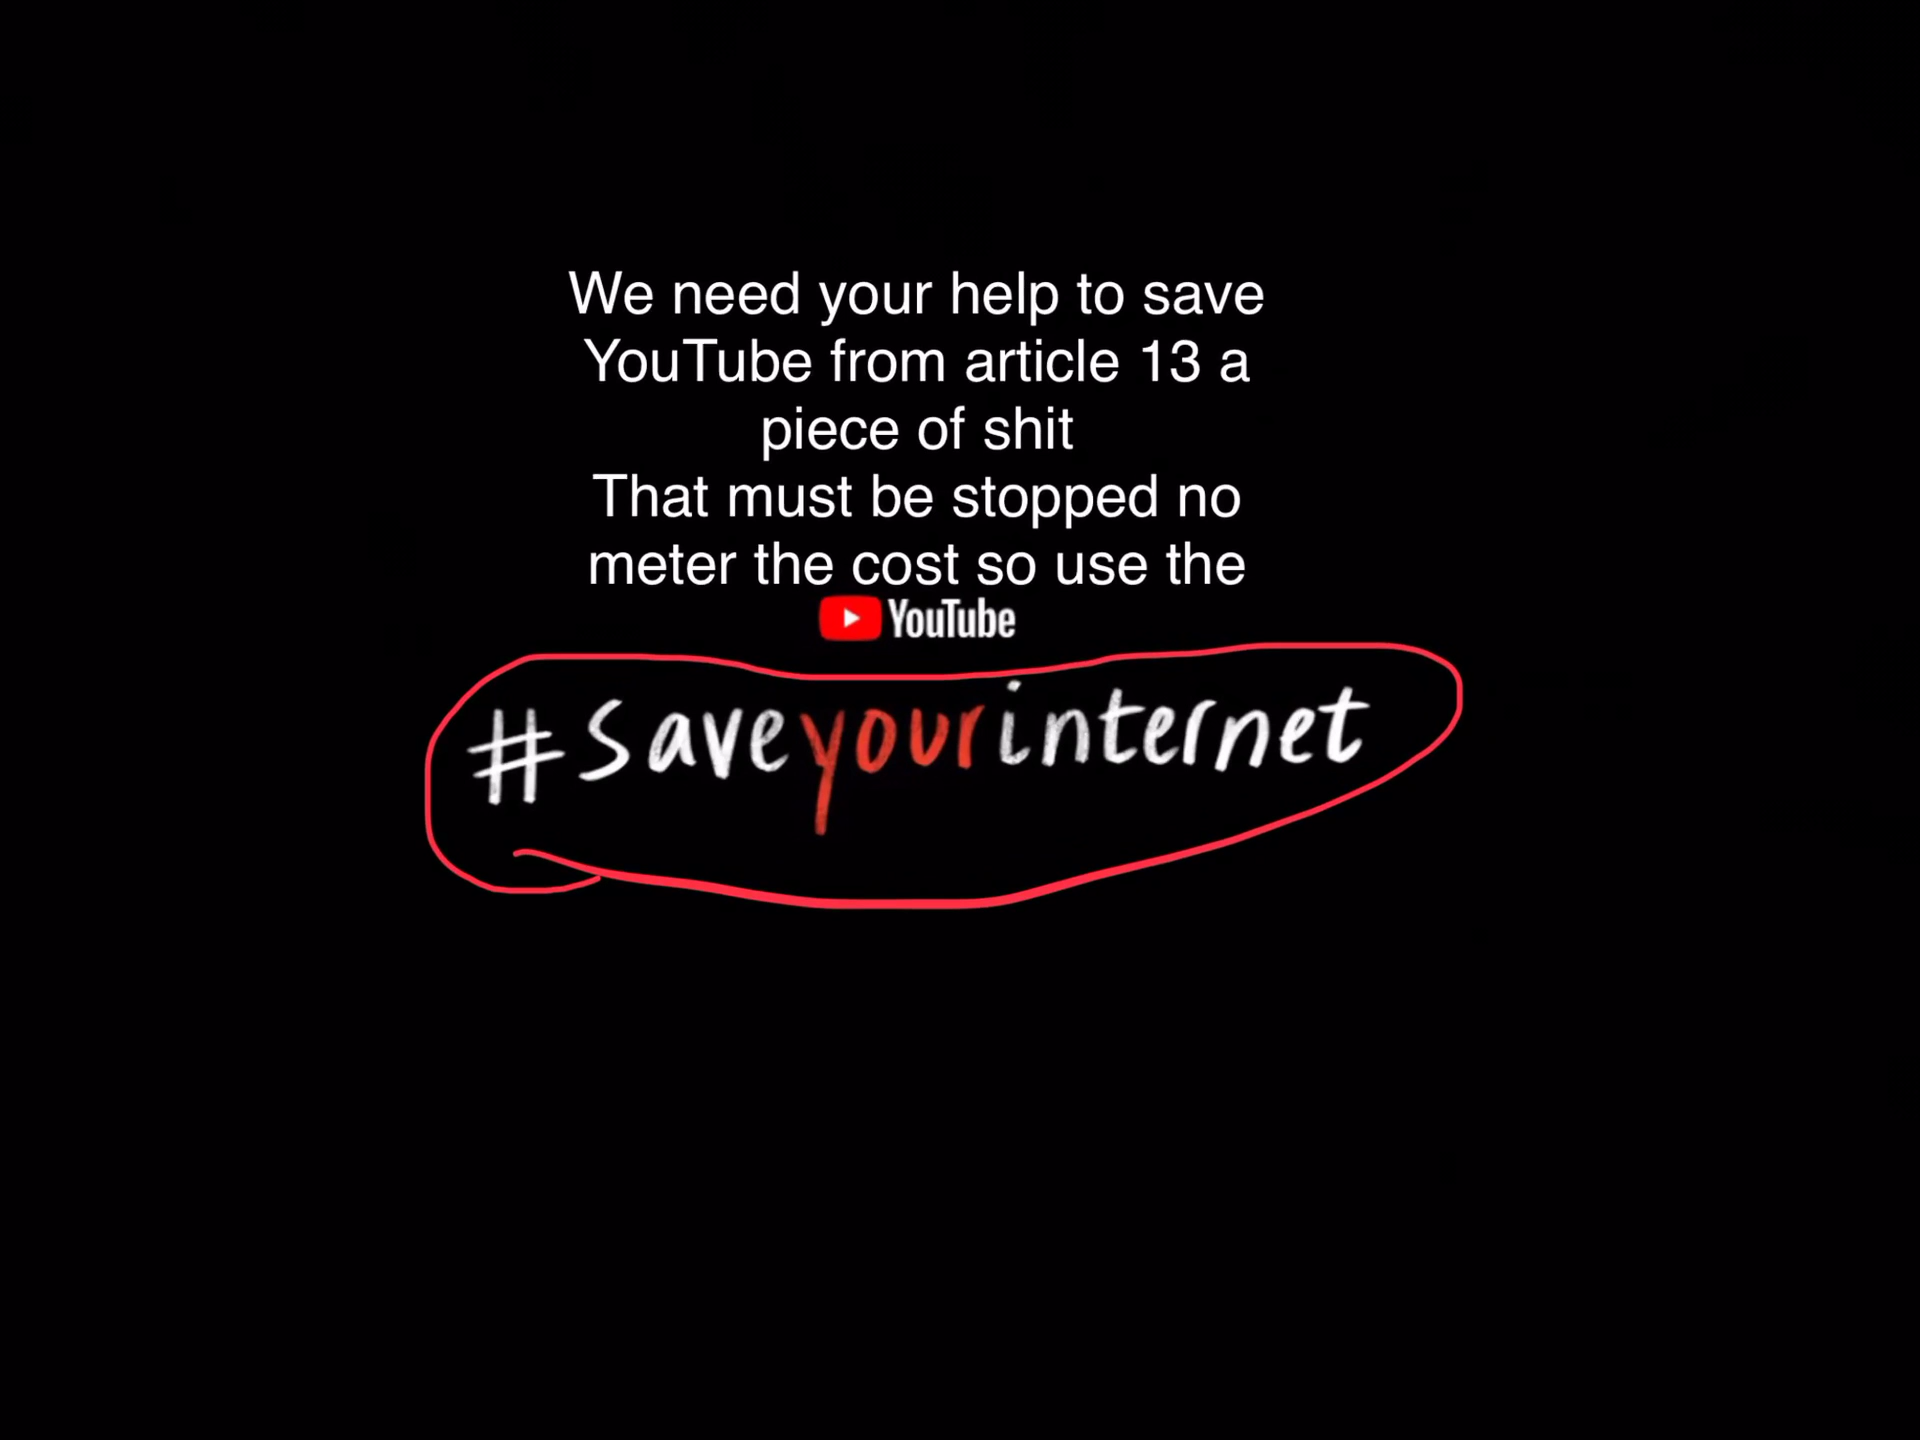 We need your help to save
YouTube from article 13 a
piece of shit
That must be stopped no
meter the cost so use the
YouTube
#saveyourinternet